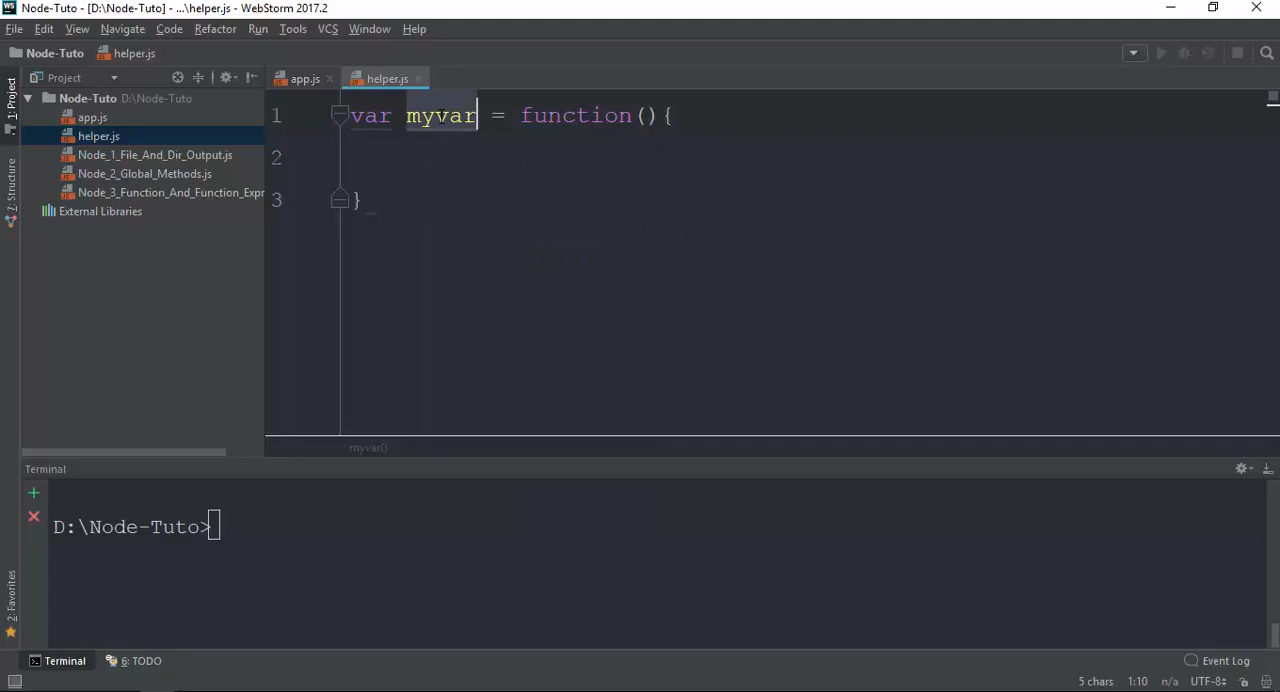 WS Node-Tuto - [D:\Node-Tuto] - ...\helper.js - WebStorm 2017.2
File Edit View Navigate Code Refactor Run Tools VCS Window Help
Node-Tuto helper.js
Project
app.js helper.js
1: Project
Node-Tuto D:\Node-Tuto
app.js
helper.js
Node_1_File_And_Dir_Output.js
Node_2_Global_Methods.js
Node_3_Function_And_Function_Expr
External Libraries
Z: Structure
2: Favorites
1 var myvar = function(){
2
3 }
myvar()
Terminal
D:\Node-Tuto>
Terminal 6: TODO Event Log
5 chars 1:10 n/a UTF-8